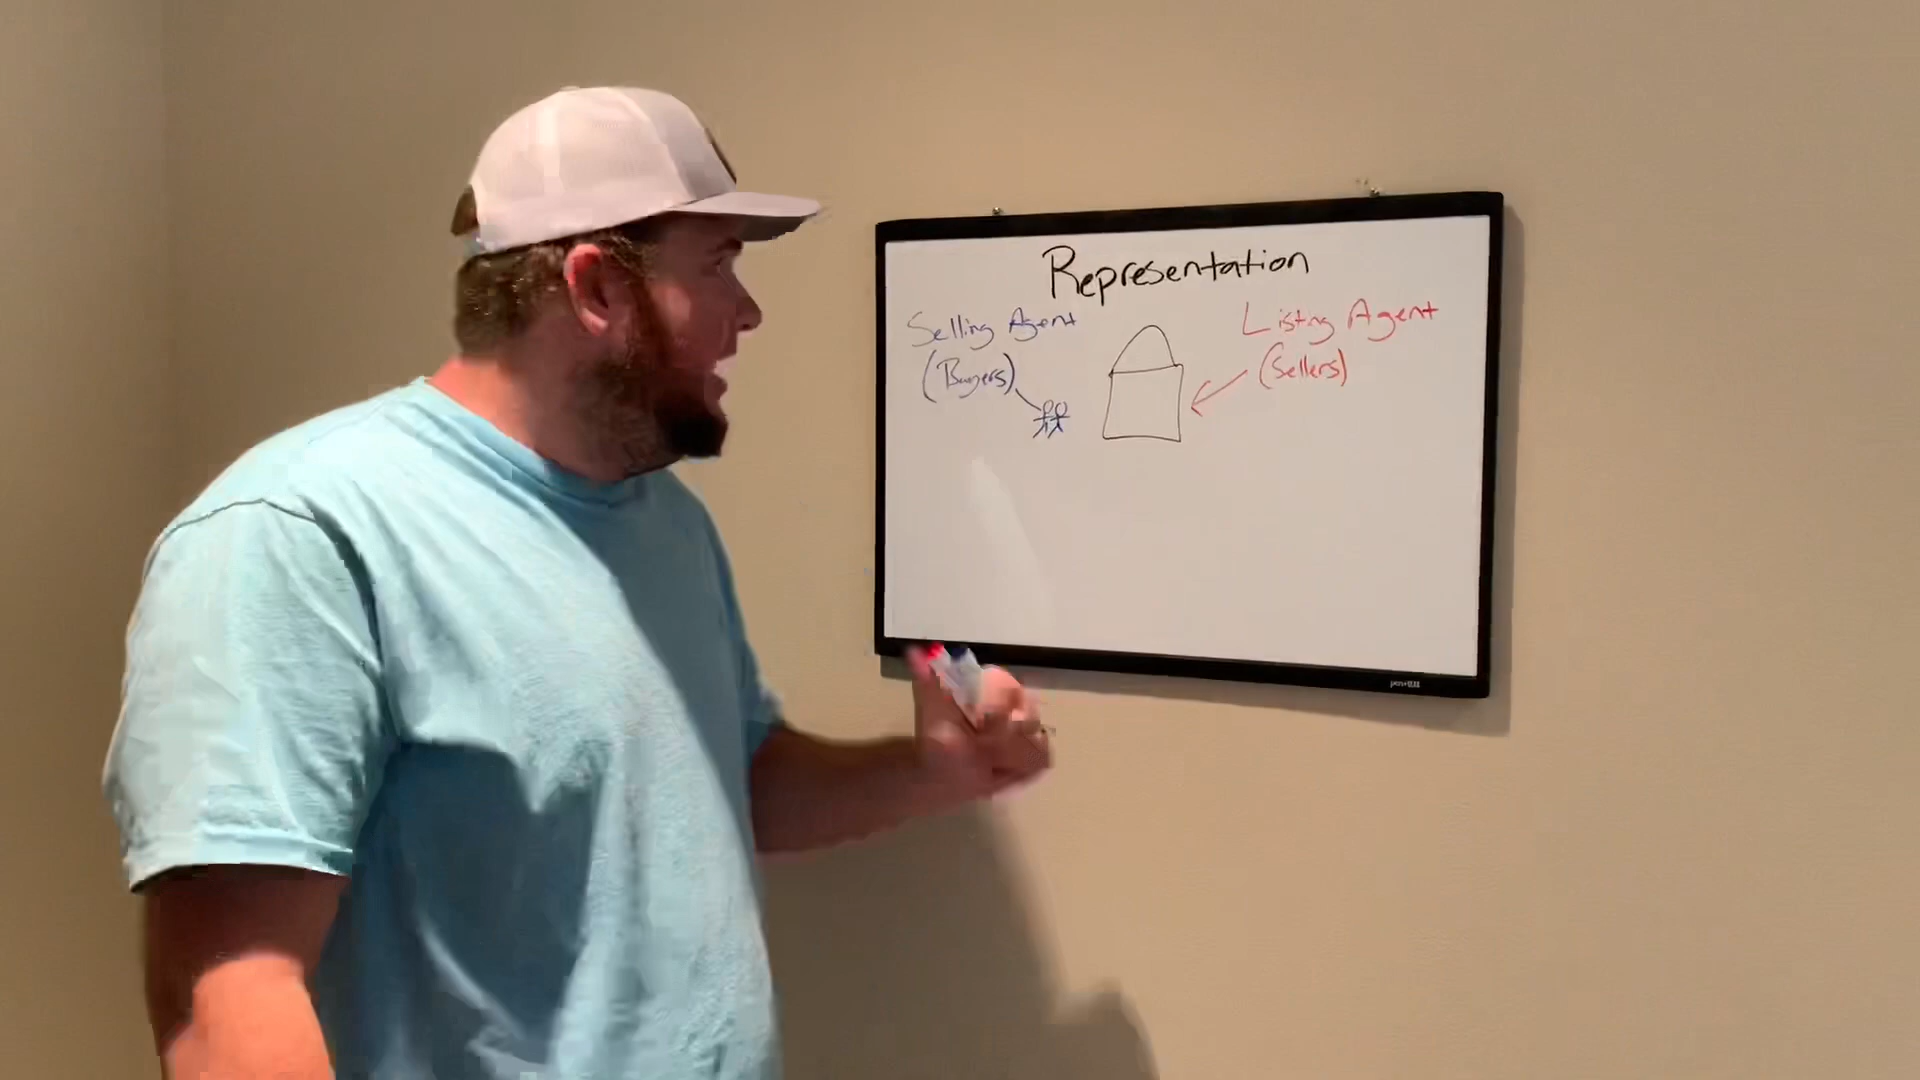 Representation
Selling Agent
(Buyers)
Listing Agent
(Sellers)